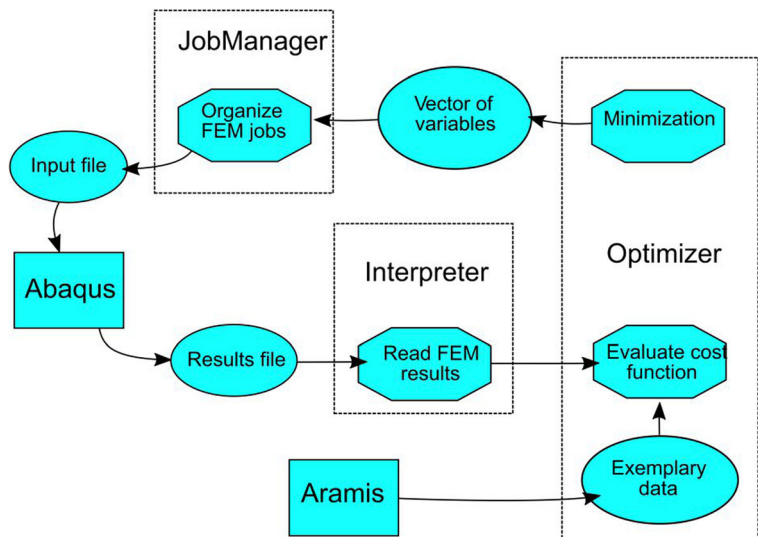 JobManager
Organize
FEM jobs
Vector of
variables
Minimization
Input file
Abaqus
Interpreter
Optimizer
Results file
Read FEM
results
Evaluate cost
function
Aramis
Exemplary
data